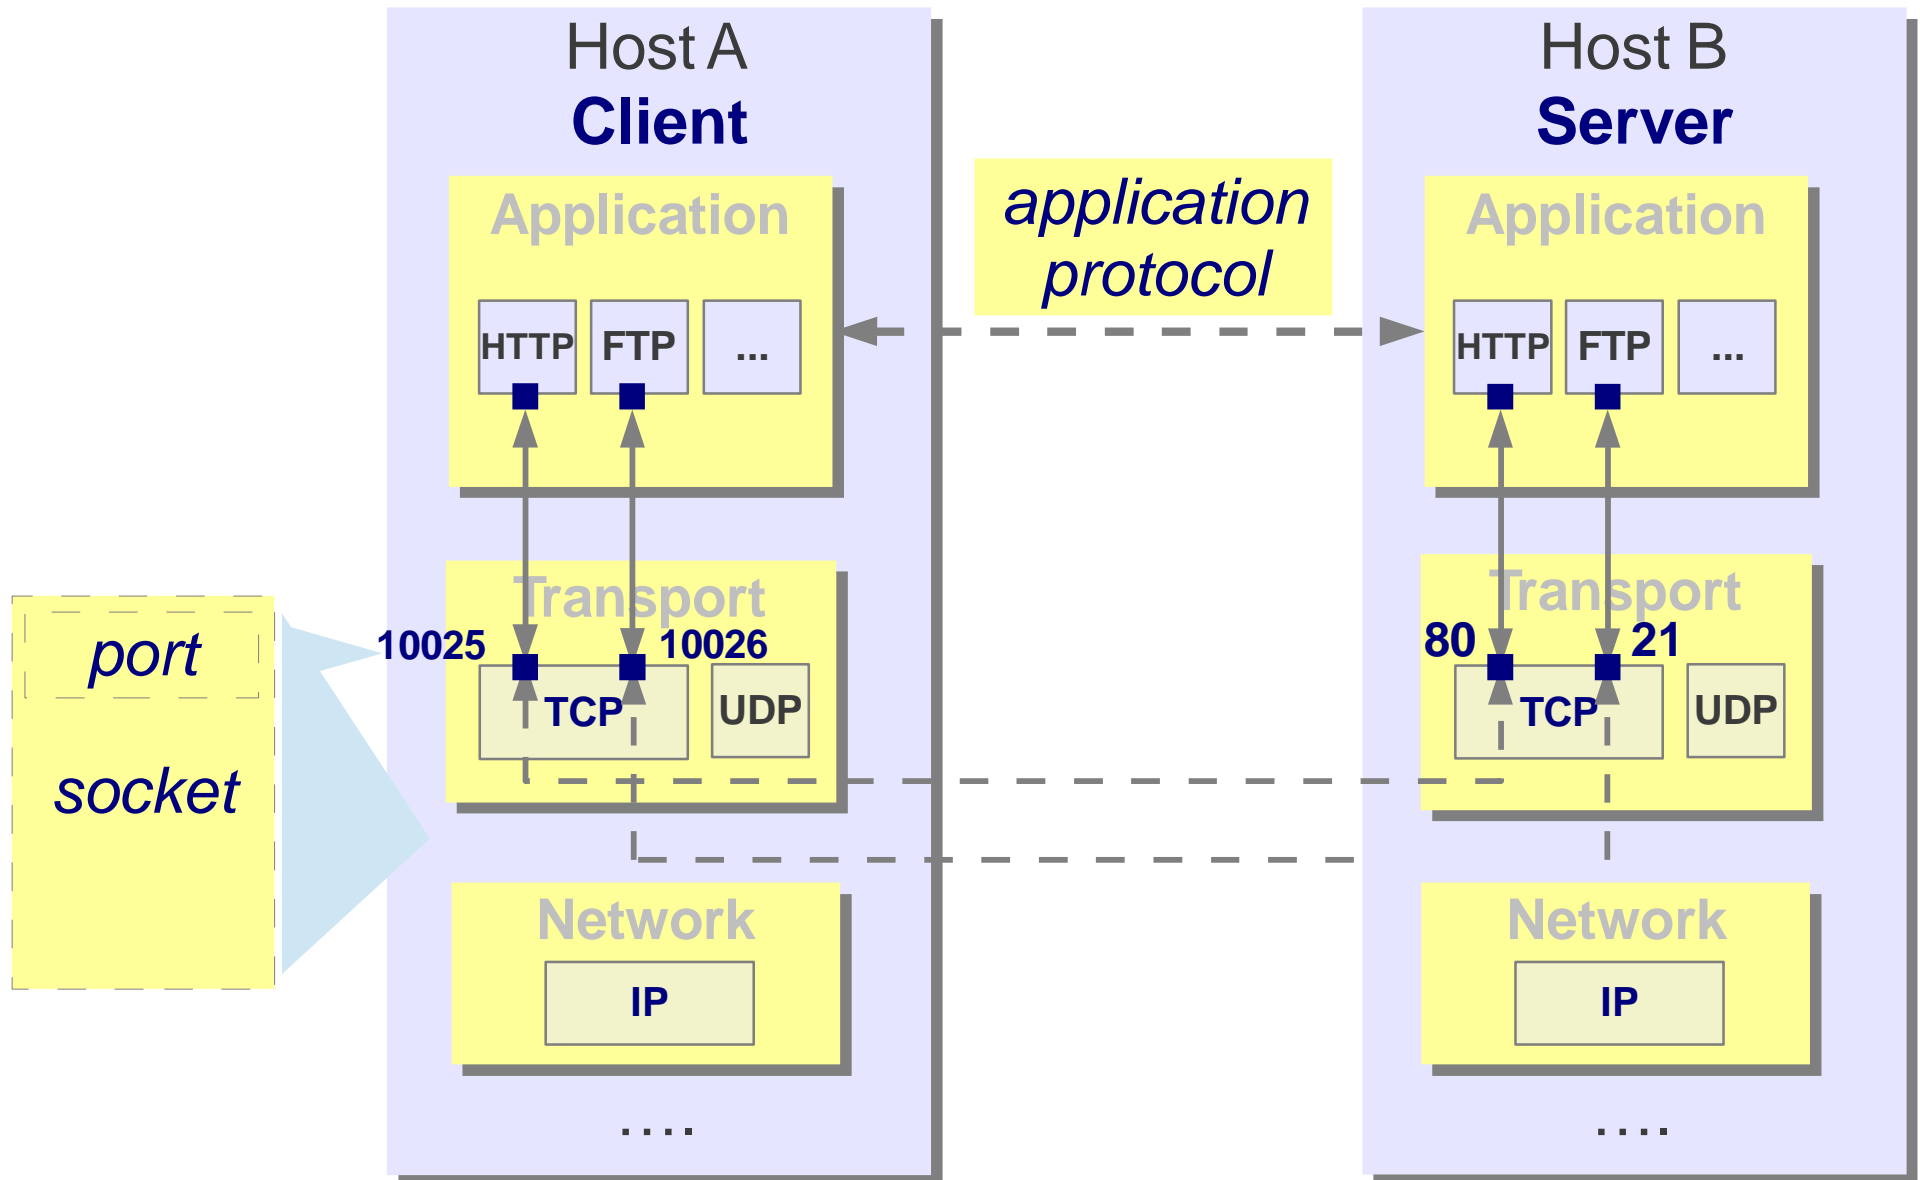 Host A
Client
Application
HTTP FTP ...
Transport
10025 10026
TCP UDP
Network
IP
....
application
protocol
port
socket
Host B
Server
Application
HTTP FTP ...
Transport
80 21
TCP UDP
Network
IP
....